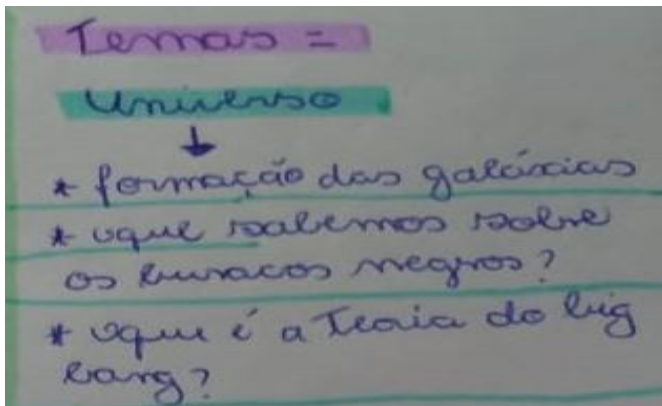 Temas =
Universo.
↓
* formação das galáxias
* oque sabemos sobre
os buracos negros?
* oque é a Teoria do big
bang?